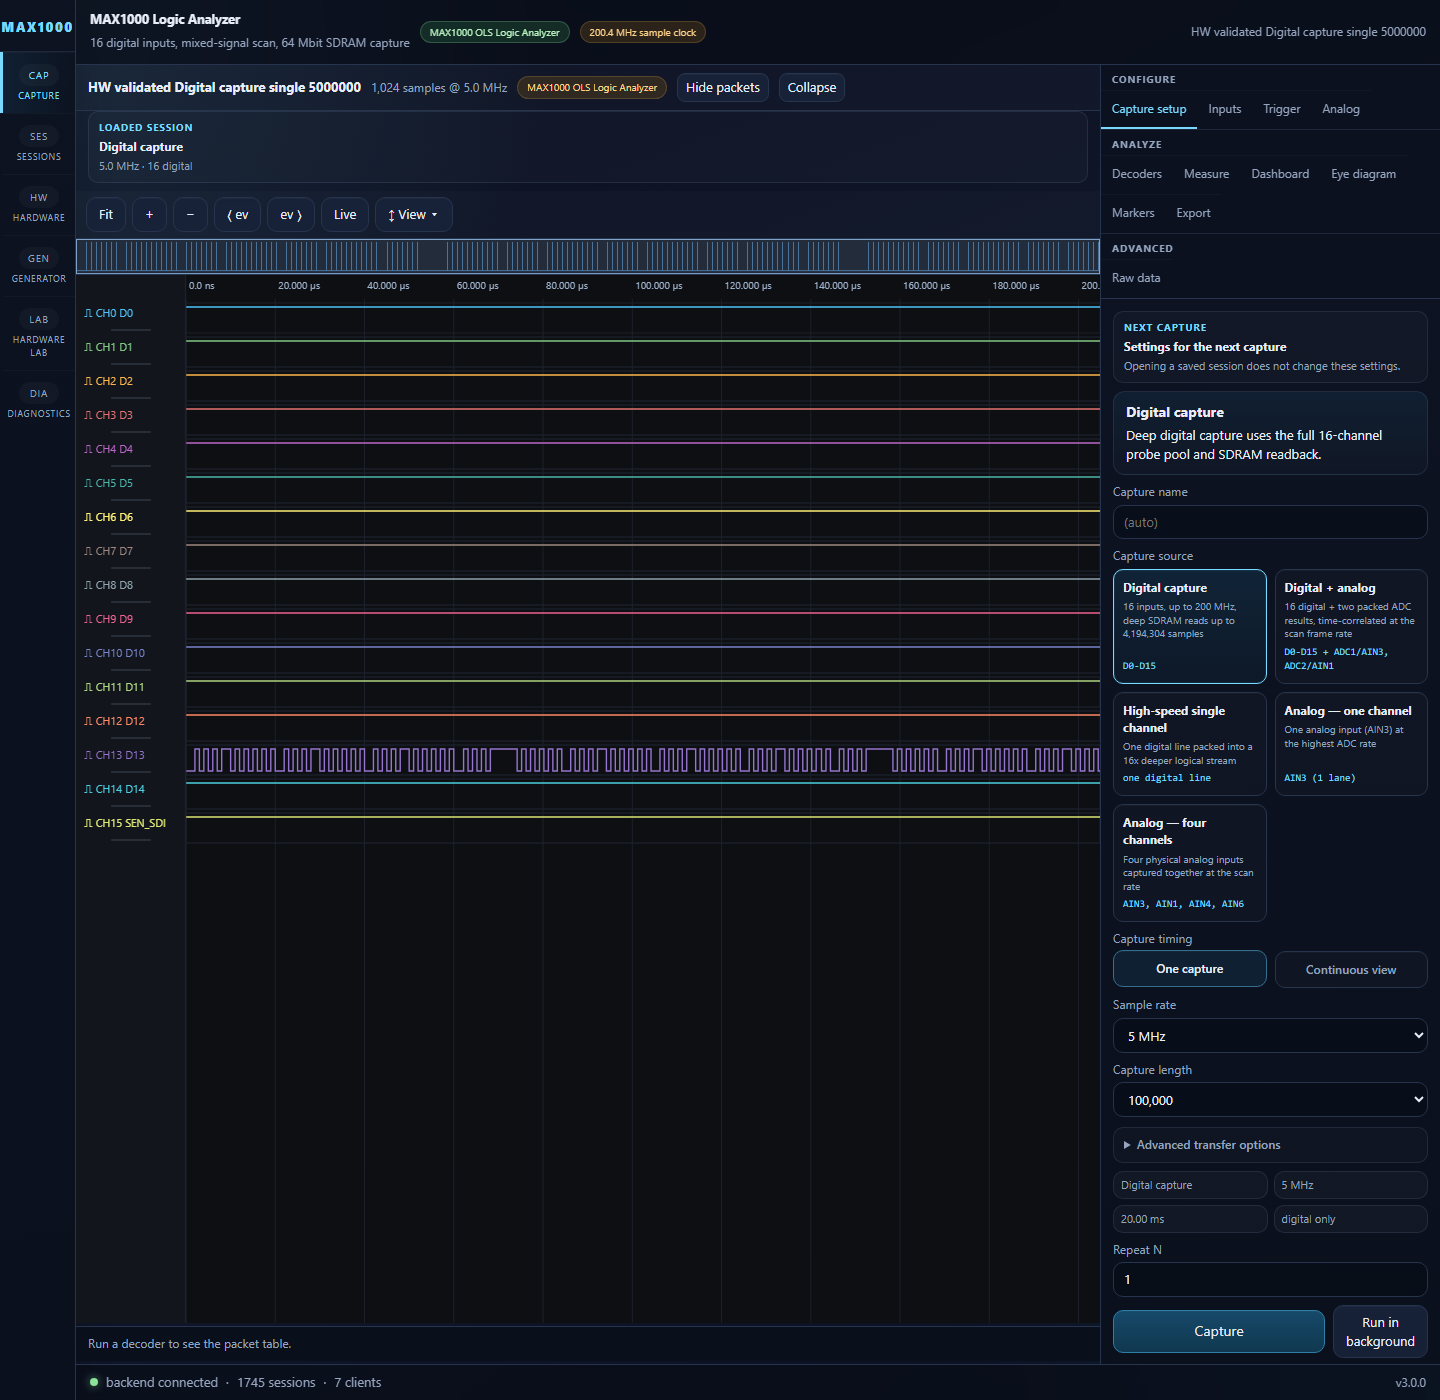 MAX1000
CAP
CAPTURE
SES
SESSIONS
HW
HARDWARE
GEN
GENERATOR
LAB
HARDWARE
LAB
DIA
DIAGNOSTICS
MAX1000 Logic Analyzer
16 digital inputs, mixed-signal scan, 64 Mbit SDRAM capture
MAX1000 OLS Logic Analyzer
200.4 MHz sample clock
HW validated Digital capture single 5000000
HW validated Digital capture single 5000000
1,024 samples @ 5.0 MHz
MAX1000 OLS Logic Analyzer
Hide packets
Collapse
LOADED SESSION
Digital capture
5.0 MHz · 16 digital
Fit
+
−
⟨ ev
ev ⟩
Live
↕ View ▾
0.0 ns
20.000 µs
40.000 µs
60.000 µs
80.000 µs
100.000 µs
120.000 µs
140.000 µs
160.000 µs
180.000 µs
200.
CH0 D0
CH1 D1
CH2 D2
CH3 D3
CH4 D4
CH5 D5
CH6 D6
CH7 D7
CH8 D8
CH9 D9
CH10 D10
CH11 D11
CH12 D12
CH13 D13
CH14 D14
CH15 SEN_SDI
Run a decoder to see the packet table.
CONFIGURE
Capture setup
Inputs
Trigger
Analog
ANALYZE
Decoders
Measure
Dashboard
Eye diagram
Markers
Export
ADVANCED
Raw data
NEXT CAPTURE
Settings for the next capture
Opening a saved session does not change these settings.
Digital capture
Deep digital capture uses the full 16-channel
probe pool and SDRAM readback.
Capture name
(auto)
Capture source
Digital capture
16 inputs, up to 200 MHz,
deep SDRAM reads up to
4,194,304 samples
D0-D15
Digital + analog
16 digital + two packed ADC
results, time-correlated at the
scan frame rate
D0-D15 + ADC1/AIN3,
ADC2/AIN1
High-speed single
channel
One digital line packed into a
16x deeper logical stream
one digital line
Analog — one channel
One analog input (AIN3) at
the highest ADC rate
AIN3 (1 lane)
Analog — four
channels
Four physical analog inputs
captured together at the scan
rate
AIN3, AIN1, AIN4, AIN6
Capture timing
One capture
Continuous view
Sample rate
5 MHz
Capture length
100,000
▶ Advanced transfer options
Digital capture
5 MHz
20.00 ms
digital only
Repeat N
1
Capture
Run in
background
backend connected · 1745 sessions · 7 clients
v3.0.0